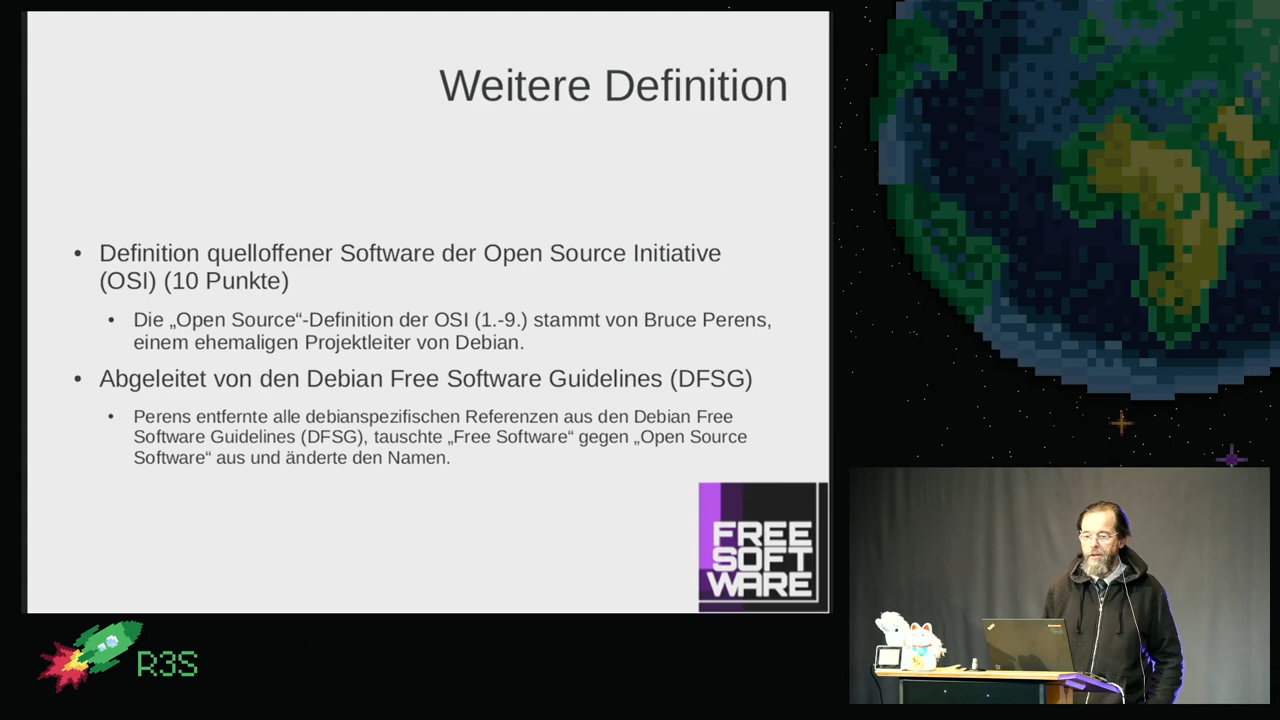 Weitere Definition
• Definition quelloffener Software der Open Source Initiative
(OSI) (10 Punkte)
• Die „Open Source“-Definition der OSI (1.-9.) stammt von Bruce Perens,
einem ehemaligen Projektleiter von Debian.
• Abgeleitet von den Debian Free Software Guidelines (DFSG)
• Perens entfernte alle debianspezifischen Referenzen aus den Debian Free
Software Guidelines (DFSG), tauschte „Free Software“ gegen „Open Source
Software“ aus und änderte den Namen.
FREE
SOFT
WARE
R3S